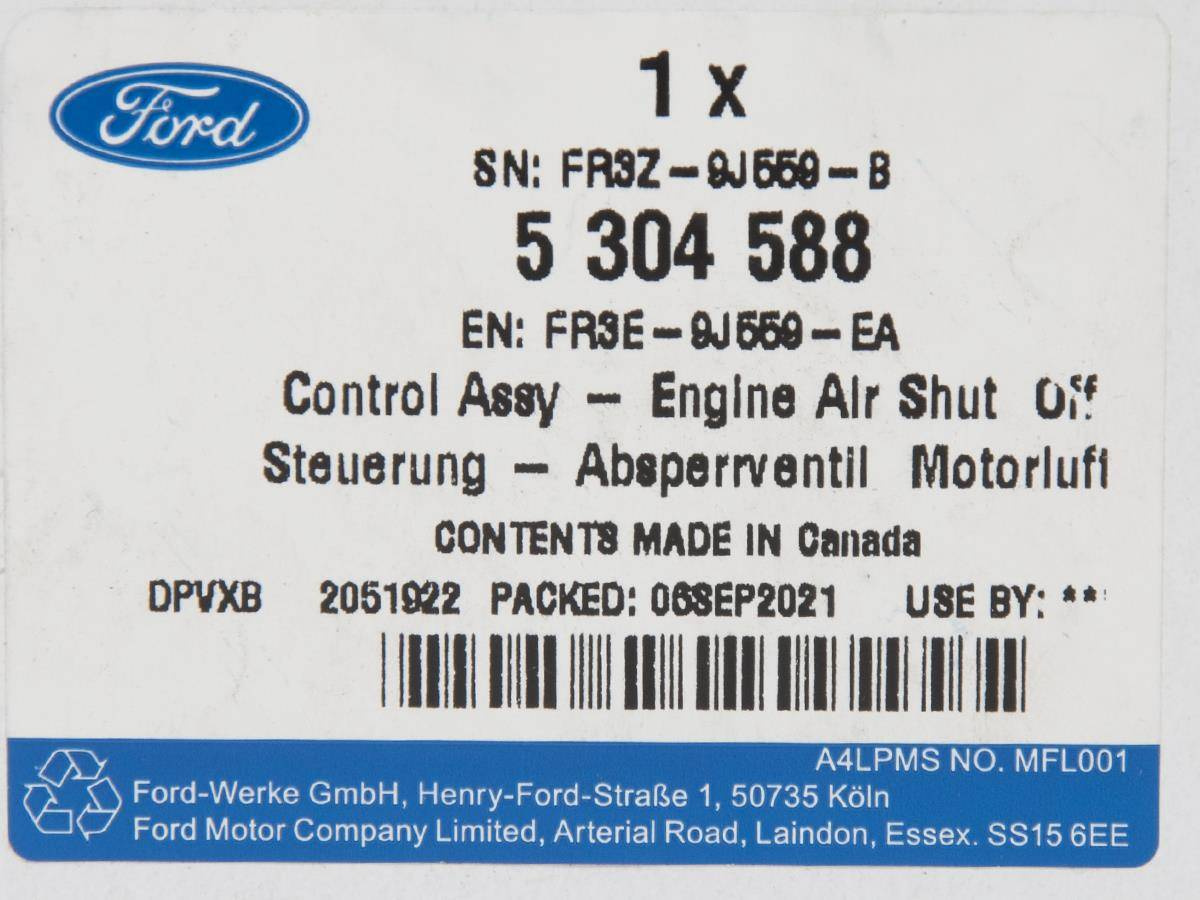 Ford
1 x
SN: FR3Z-9J559-B
5 304 588
EN: FR3E-9J559-EA
Control Assy - Engine Air Shut Off
Steuerung - Absperrventil Motorluft
CONTENTS MADE IN Canada
DPVXB 2051922 PACKED: 06SEP2021 USE BY: **
A4LPMS NO. MFL001
Ford-Werke GmbH, Henry-Ford-Straße 1, 50735 Köln
Ford Motor Company Limited, Arterial Road, Laindon, Essex. SS15 6EE